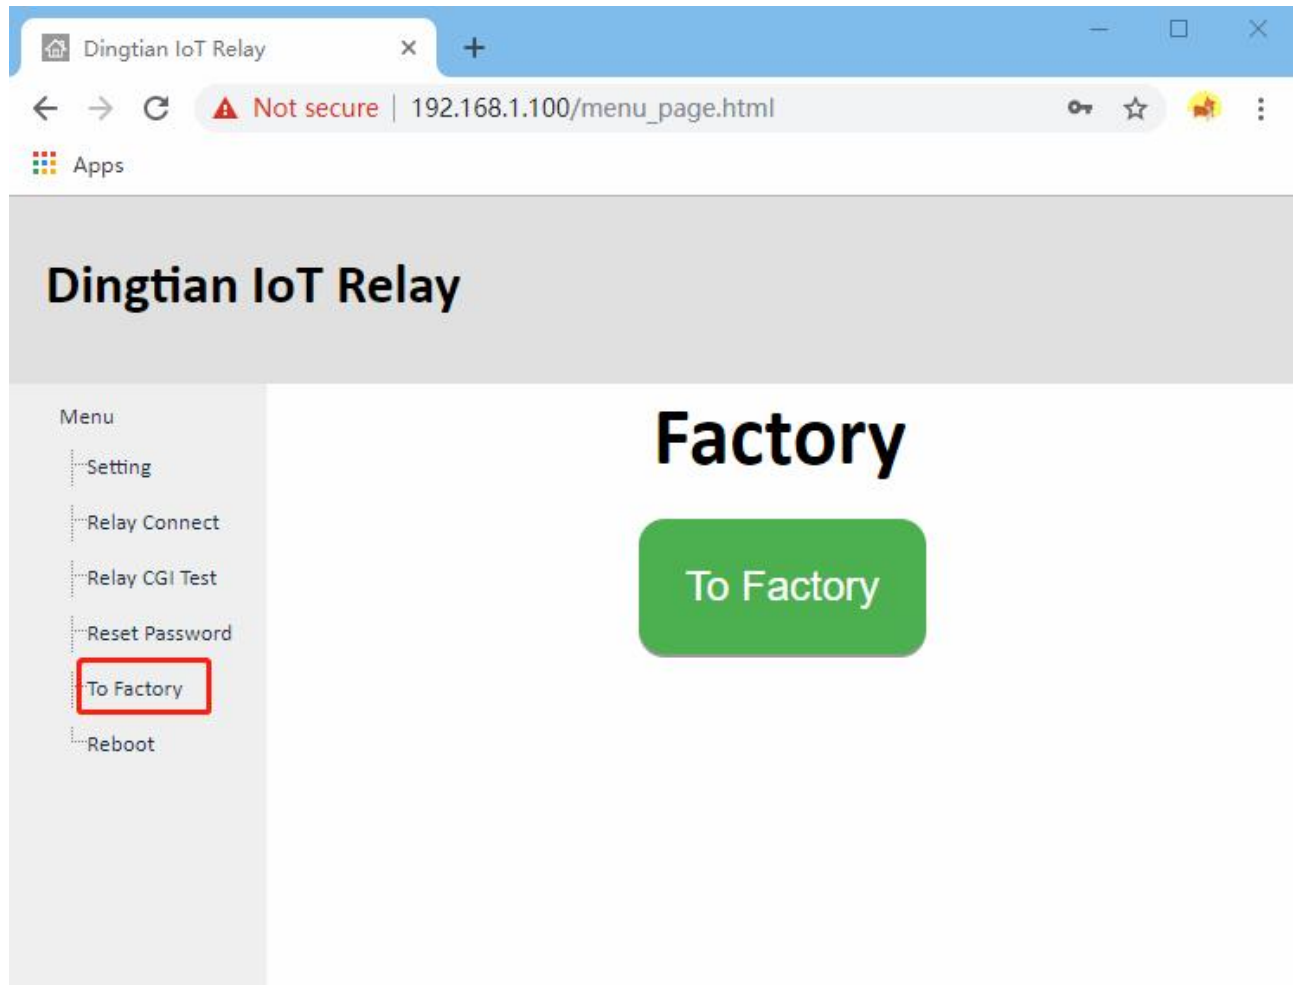 Dingtian IoT Relay
Not secure | 192.168.1.100/menu_page.html
Apps
Dingtian IoT Relay
Menu
Setting
Relay Connect
Relay CGI Test
Reset Password
To Factory
Reboot
Factory
To Factory